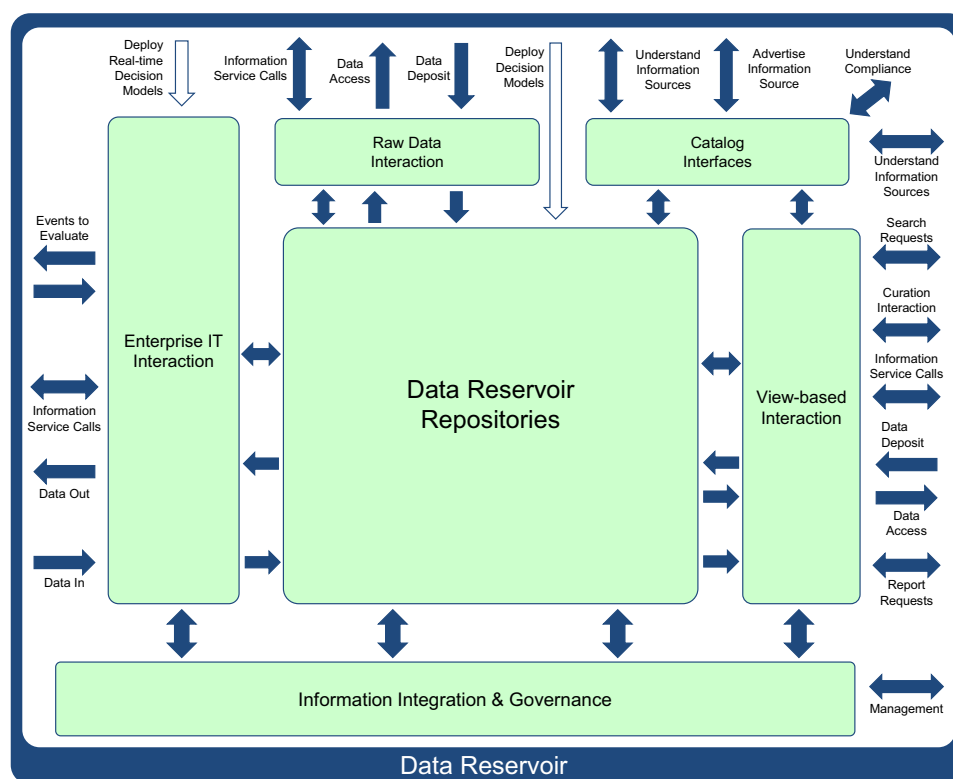 Deploy
Real-time
Decision
Models
Information
Service Calls
Data
Access
Data
Deposit
Deploy
Decision
Models
Understand
Information
Sources
Advertise
Information
Source
Understand
Compliance
Raw Data
Interaction
Catalog
Interfaces
Understand
Information
Sources
Events to
Evaluate
Search
Requests
Curation
Interaction
Enterprise IT
Interaction
Data Reservoir
Repositories
View-based
Interaction
Information
Service Calls
Information
Service Calls
Data
Deposit
Data Out
Data
Access
Data In
Report
Requests
Information Integration & Governance
Management
Data Reservoir